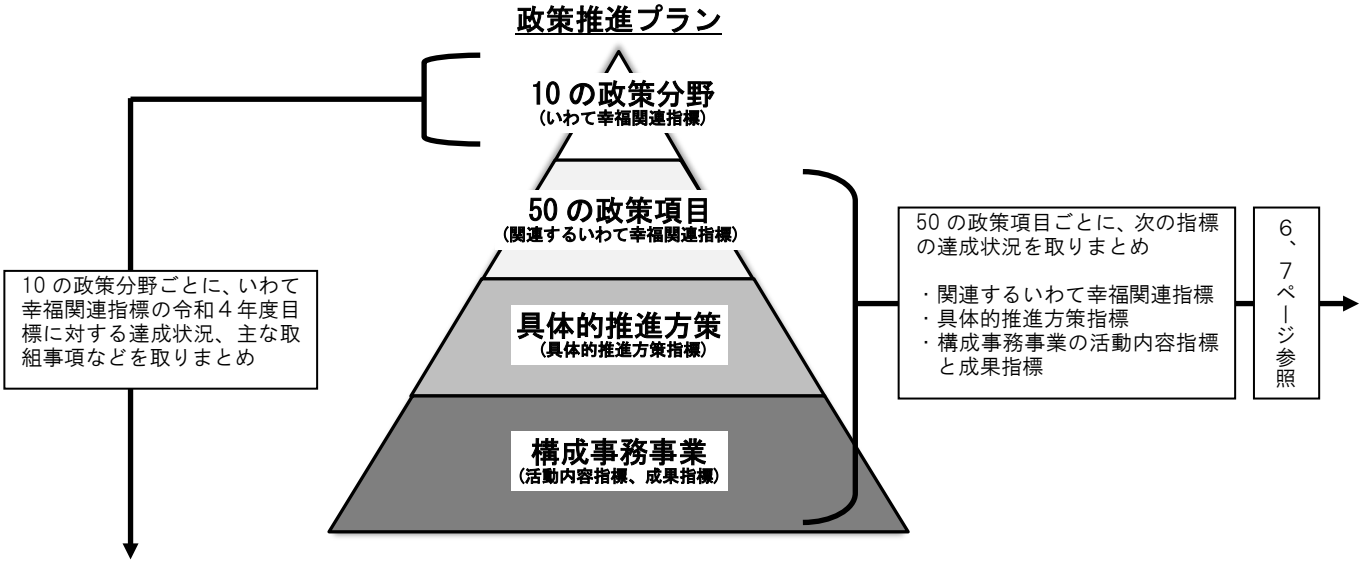 政策推進プラン
10 の政策分野
(いわて幸福関連指標)
50 の政策項目
(関連するいわて幸福関連指標)
具体的推進方策
(具体的推進方策指標)
構成事務事業
(活動内容指標、成果指標)
10 の政策分野ごとに、いわて
幸福関連指標の令和４年度目
標に対する達成状況、主な取
組事項などを取りまとめ
50 の政策項目ごとに、次の指標
の達成状況を取りまとめ
・関連するいわて幸福関連指標
・具体的推進方策指標
・構成事務事業の活動内容指標
と成果指標
６、７ページ参照